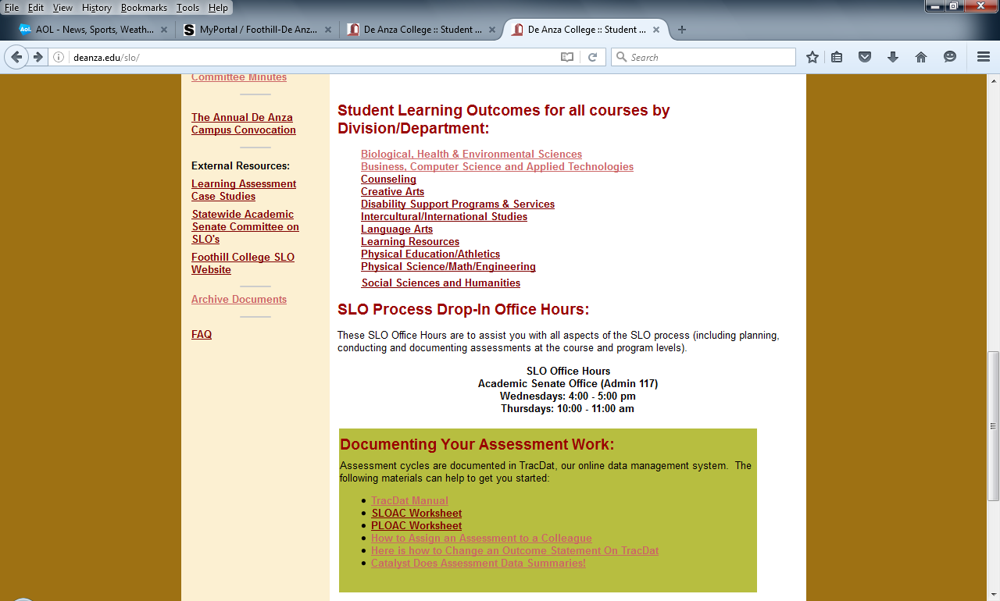 File Edit View History Bookmarks Tools Help
Aol. AOL - News, Sports, Weath... × S MyPortal / Foothill-De Anz... × De Anza College :: Student ... × De Anza College :: Student ... × +
deanza.edu/slo/ Search
Committee Minutes
The Annual De Anza
Campus Convocation
External Resources:
Learning Assessment
Case Studies
Statewide Academic
Senate Committee on
SLO's
Foothill College SLO
Website
Archive Documents
FAQ
Student Learning Outcomes for all courses by
Division/Department:
Biological, Health & Environmental Sciences
Business, Computer Science and Applied Technologies
Counseling
Creative Arts
Disability Support Programs & Services
Intercultural/International Studies
Language Arts
Learning Resources
Physical Education/Athletics
Physical Science/Math/Engineering
Social Sciences and Humanities
SLO Process Drop-In Office Hours:
These SLO Office Hours are to assist you with all aspects of the SLO process (including planning,
conducting and documenting assessments at the course and program levels).
SLO Office Hours
Academic Senate Office (Admin 117)
Wednesdays: 4:00 - 5:00 pm
Thursdays: 10:00 - 11:00 am
Documenting Your Assessment Work:
Assessment cycles are documented in TracDat, our online data management system. The
following materials can help to get you started:
• TracDat Manual
• SLOAC Worksheet
• PLOAC Worksheet
• How to Assign an Assessment to a Colleague
• Here is how to Change an Outcome Statement On TracDat
• Catalyst Does Assessment Data Summaries!